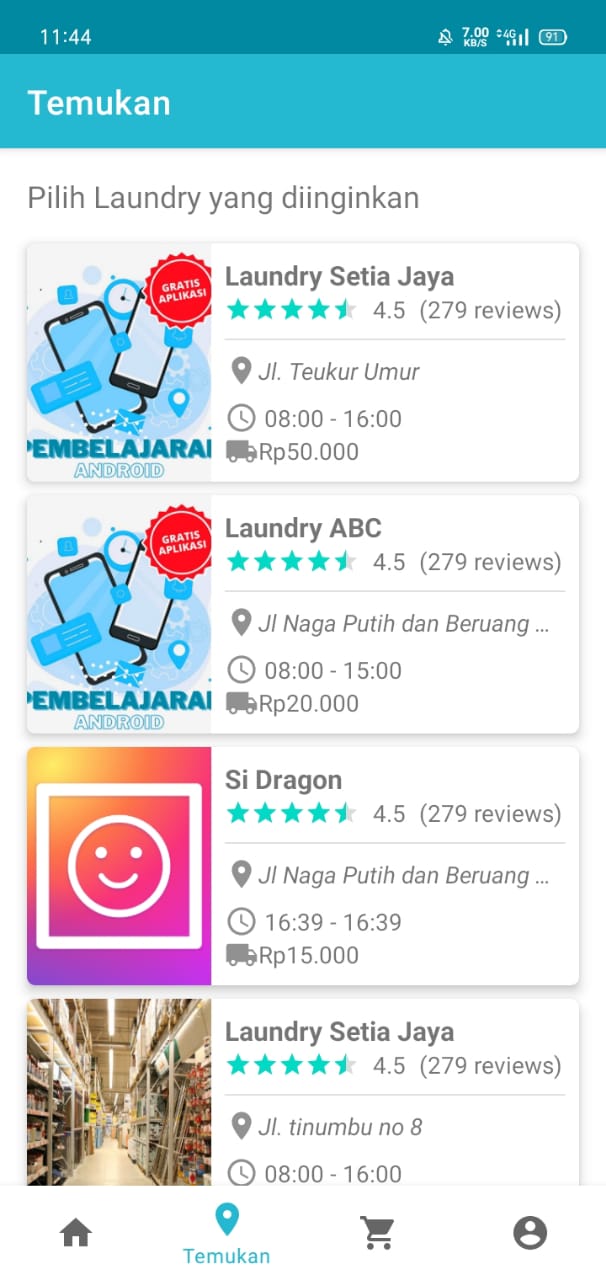 11:44
7.00
KB/S
4G
91
Temukan
Pilih Laundry yang diinginkan
GRATIS
APLIKASI
PEMBELAJARA
ANDROID
Laundry Setia Jaya
4.5 (279 reviews)
Jl. Teukur Umur
08:00 - 16:00
Rp50.000
GRATIS
APLIKASI
PEMBELAJARA
ANDROID
Laundry ABC
4.5 (279 reviews)
Jl Naga Putih dan Beruang ...
08:00 - 15:00
Rp20.000
Si Dragon
4.5 (279 reviews)
Jl Naga Putih dan Beruang ...
16:39 - 16:39
Rp15.000
Laundry Setia Jaya
4.5 (279 reviews)
Jl. tinumbu no 8
08:00 - 16:00
Temukan